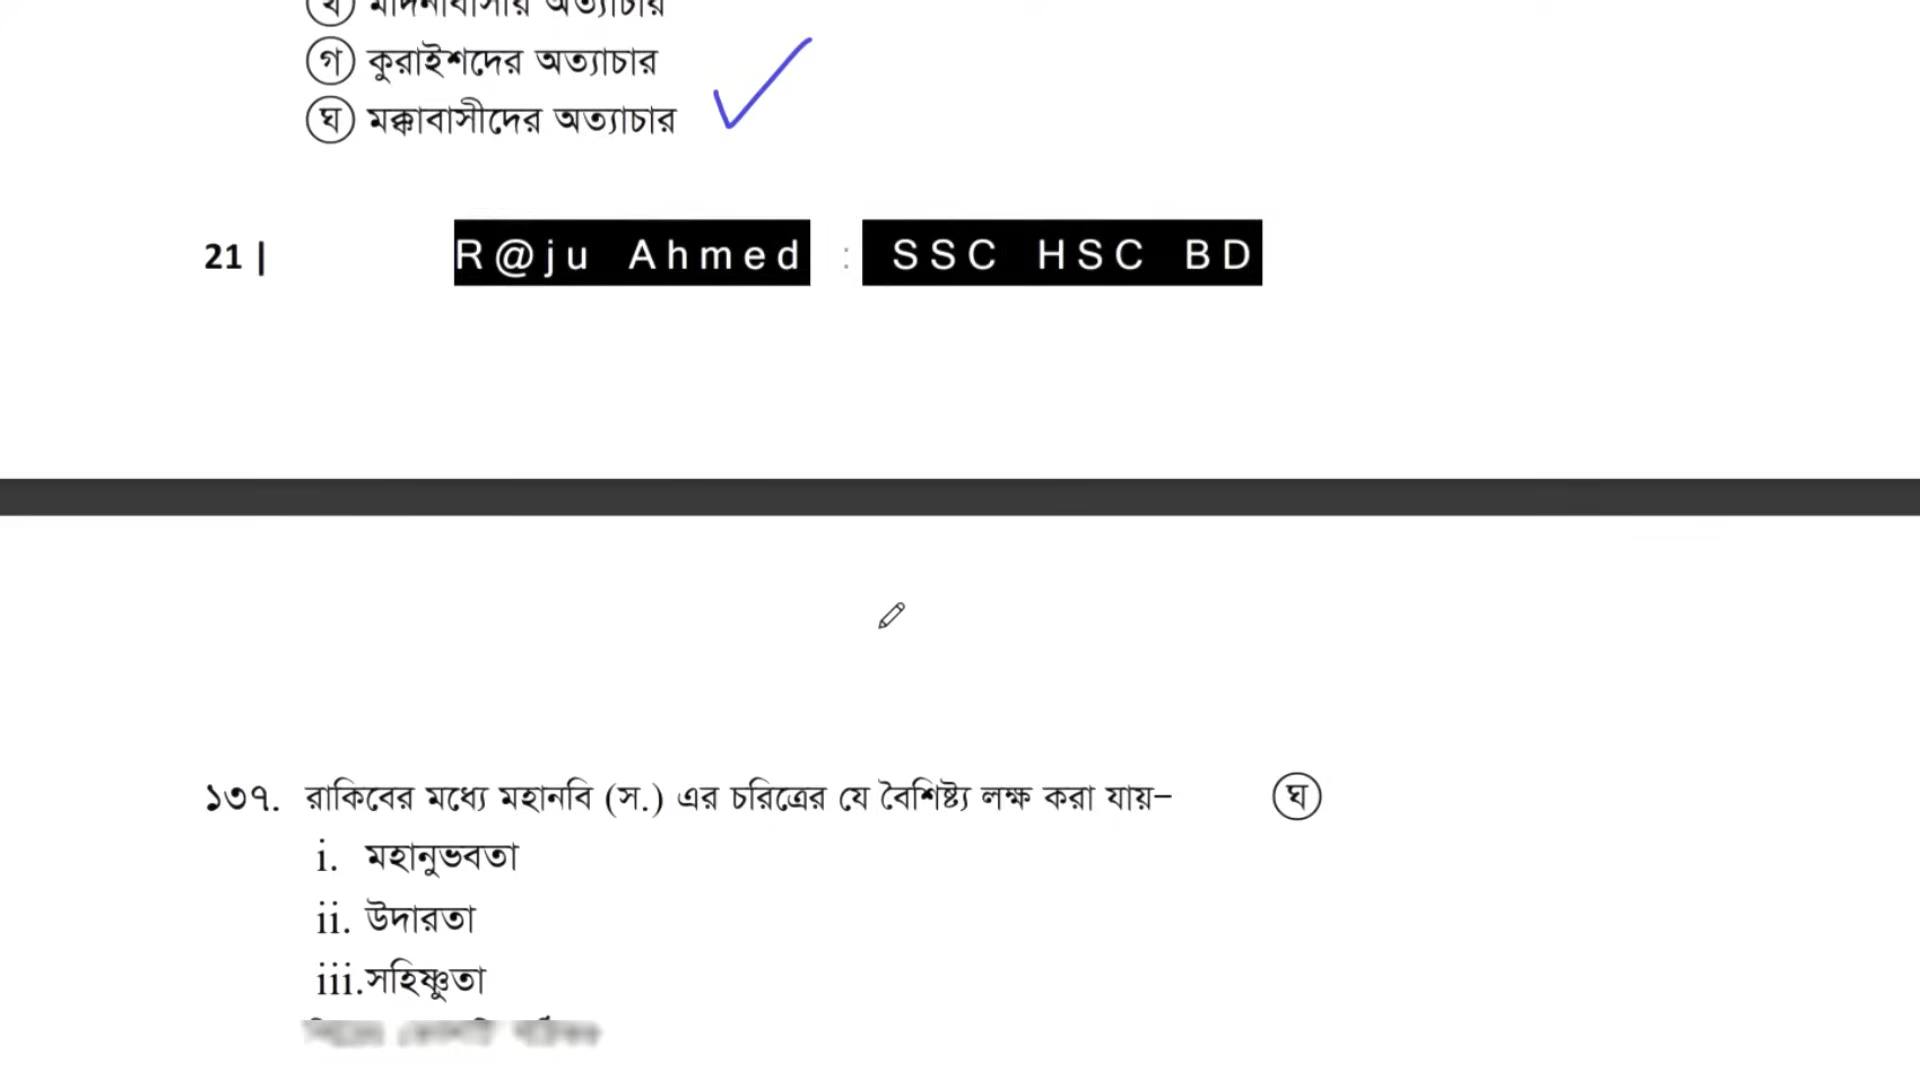 গ কুরাইশদের অত্যাচার
ঘ মক্কাবাসীদের অত্যাচার
21 | R@ju Ahmed : SSC HSC BD
১৩৭. রাকিবের মধ্যে মহানবি (স.) এর চরিত্রের যে বৈশিষ্ট্য লক্ষ করা যায়– ঘ
i. মহানুভবতা
ii. উদারতা
iii. সহিষ্ণুতা